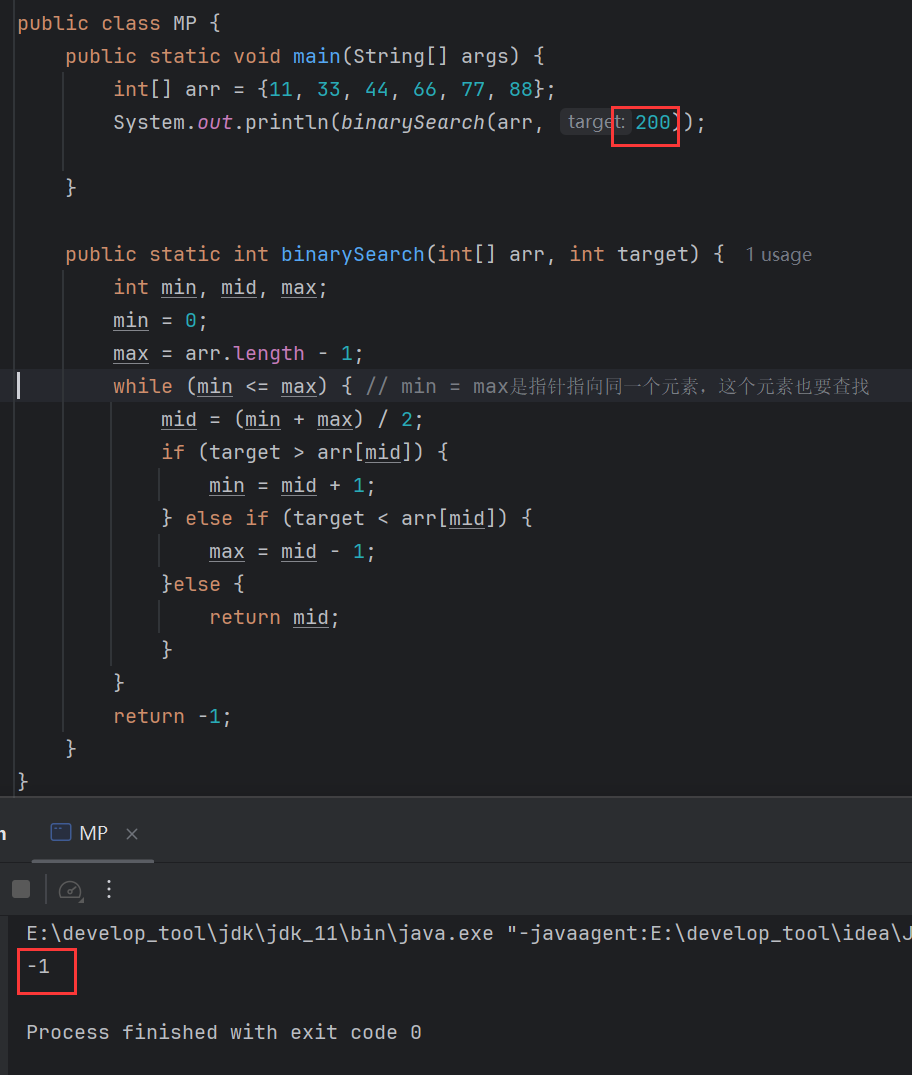 public class MP {
public static void main(String[] args) {
int[] arr = {11, 33, 44, 66, 77, 88};
System.out.println(binarySearch(arr, target: 200));
}
public static int binarySearch(int[] arr, int target) { 1 usage
int min, mid, max;
min = 0;
max = arr.length - 1;
while (min <= max) { // min = max是指针指向同一个元素，这个元素也要查找
mid = (min + max) / 2;
if (target > arr[mid]) {
min = mid + 1;
} else if (target < arr[mid]) {
max = mid - 1;
}else {
return mid;
}
}
return -1;
}
}
MP
E:\develop_tool\jdk\jdk_11\bin\java.exe "-javaagent:E:\develop_tool\idea\J
-1
Process finished with exit code 0